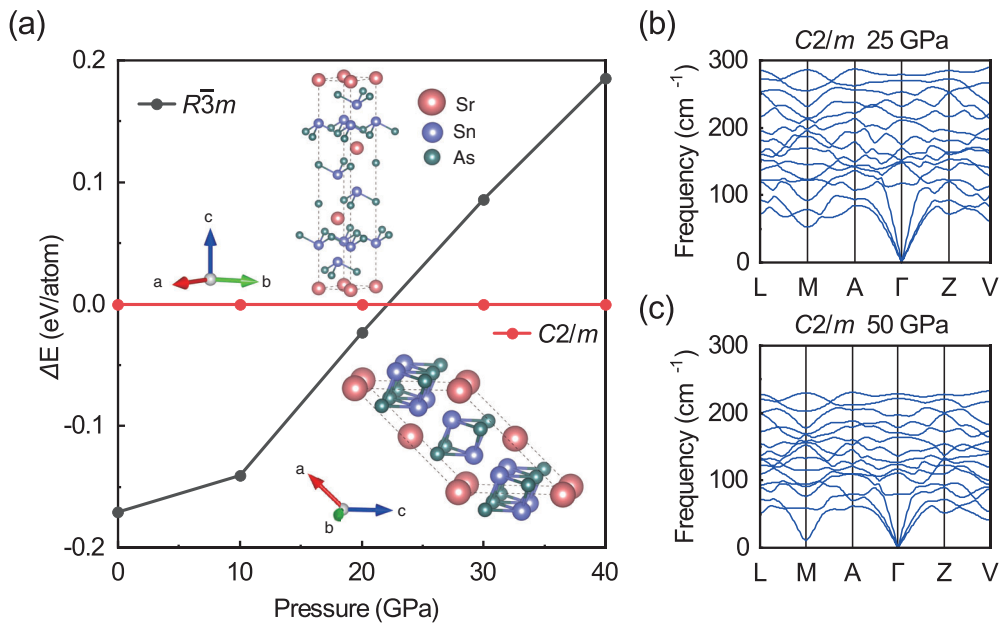 (a)
0.2
0.1
0.0
-0.1
-0.2
ΔE (eV/atom)
R3̅m
Sr
Sn
As
c
a
b
C2/m
a
b
c
0
10
20
30
40
Pressure (GPa)
(b)
C2/m 25 GPa
300
200
100
0
Frequency (cm⁻¹)
L M A Γ Z V
(c)
C2/m 50 GPa
300
200
100
0
Frequency (cm⁻¹)
L M A Γ Z V